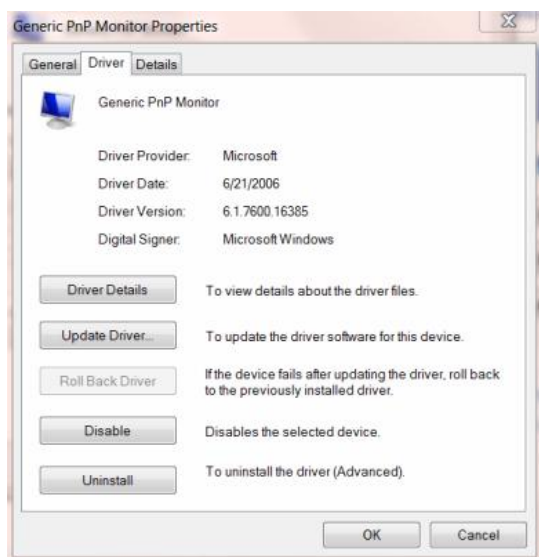 Generic PnP Monitor Properties
General Driver Details
Generic PnP Monitor
Driver Provider: Microsoft
Driver Date: 6/21/2006
Driver Version: 6.1.7600.16385
Digital Signer: Microsoft Windows
Driver Details To view details about the driver files.
Update Driver... To update the driver software for this device.
Roll Back Driver If the device fails after updating the driver, roll back
to the previously installed driver.
Disable Disables the selected device.
Uninstall To uninstall the driver (Advanced).
OK Cancel